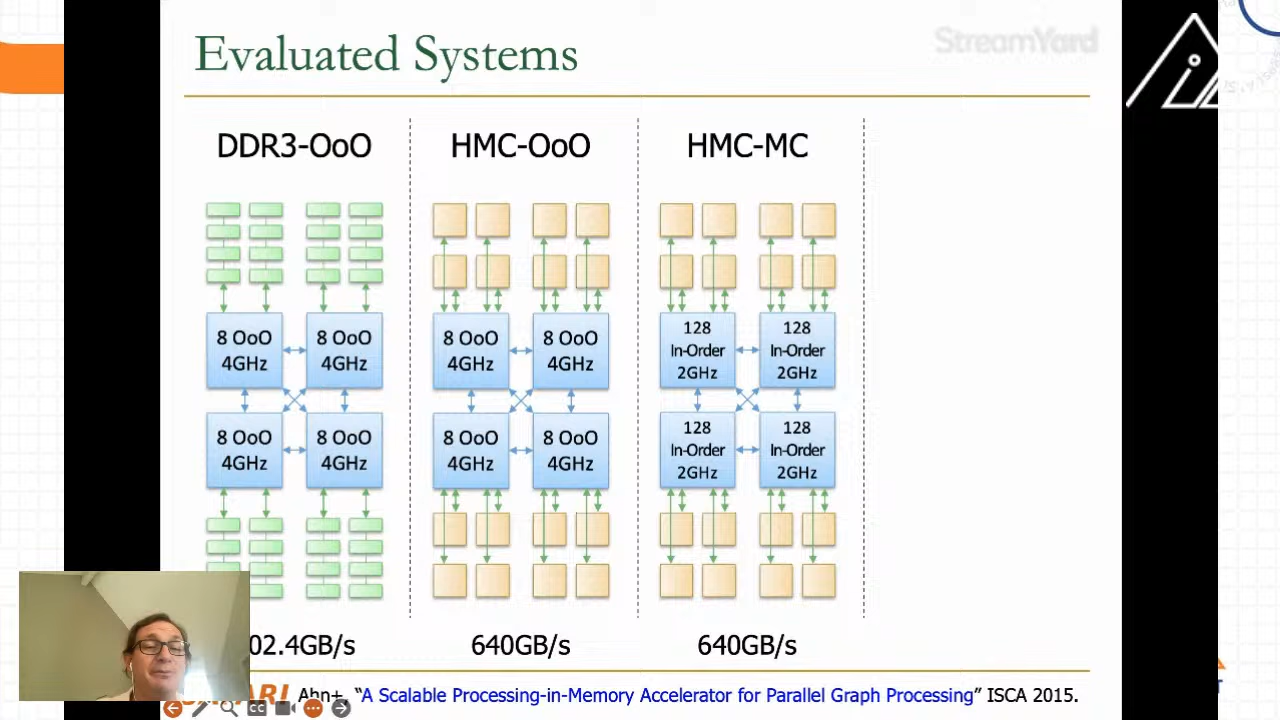 Evaluated Systems
StreamYard
DDR3-OoO
HMC-OoO
HMC-MC
8 OoO
4GHz
8 OoO
4GHz
8 OoO
4GHz
8 OoO
4GHz
8 OoO
4GHz
8 OoO
4GHz
8 OoO
4GHz
8 OoO
4GHz
128
In-Order
2GHz
128
In-Order
2GHz
128
In-Order
2GHz
128
In-Order
2GHz
02.4GB/s
640GB/s
640GB/s
Ahn+, "A Scalable Processing-in-Memory Accelerator for Parallel Graph Processing" ISCA 2015.
CC